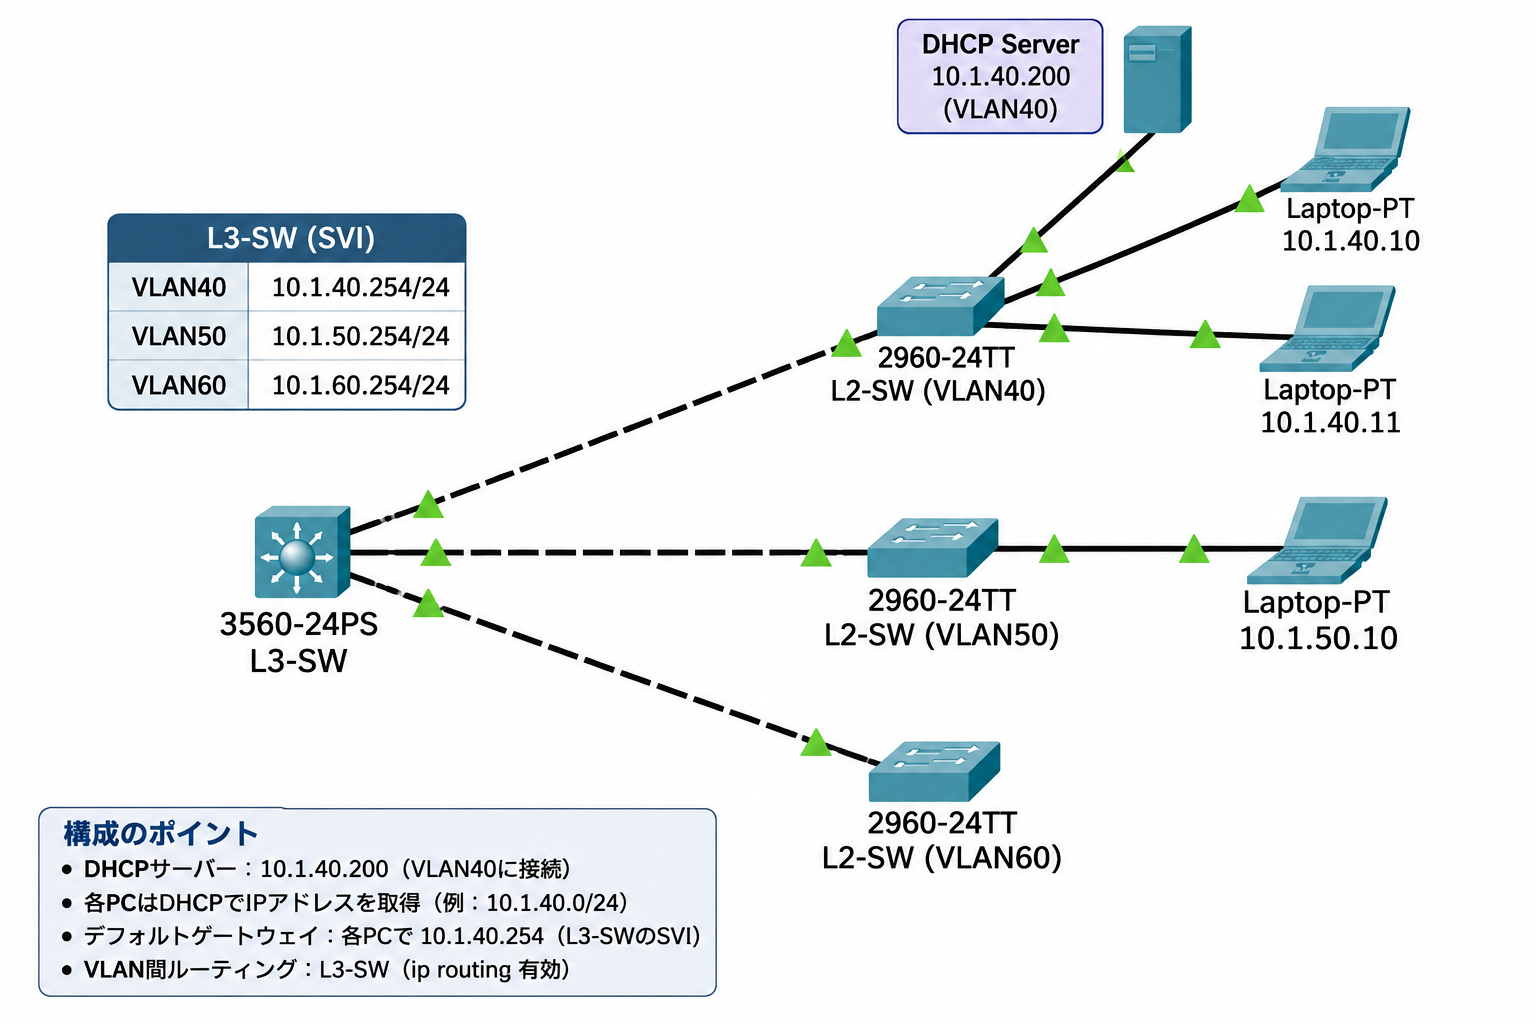 DHCP Server
10.1.40.200
(VLAN40)
Laptop-PT
10.1.40.10
L3-SW (SVI)
VLAN40 10.1.40.254/24
VLAN50 10.1.50.254/24
VLAN60 10.1.60.254/24
2960-24TT
L2-SW (VLAN40)
Laptop-PT
10.1.40.11
3560-24PS
L3-SW
2960-24TT
L2-SW (VLAN50)
Laptop-PT
10.1.50.10
2960-24TT
L2-SW (VLAN60)
構成のポイント
• DHCPサーバー：10.1.40.200（VLAN40に接続）
• 各PCはDHCPでIPアドレスを取得（例：10.1.40.0/24）
• デフォルトゲートウェイ：各PCで 10.1.40.254（L3-SWのSVI）
• VLAN間ルーティング：L3-SW（ip routing 有効）